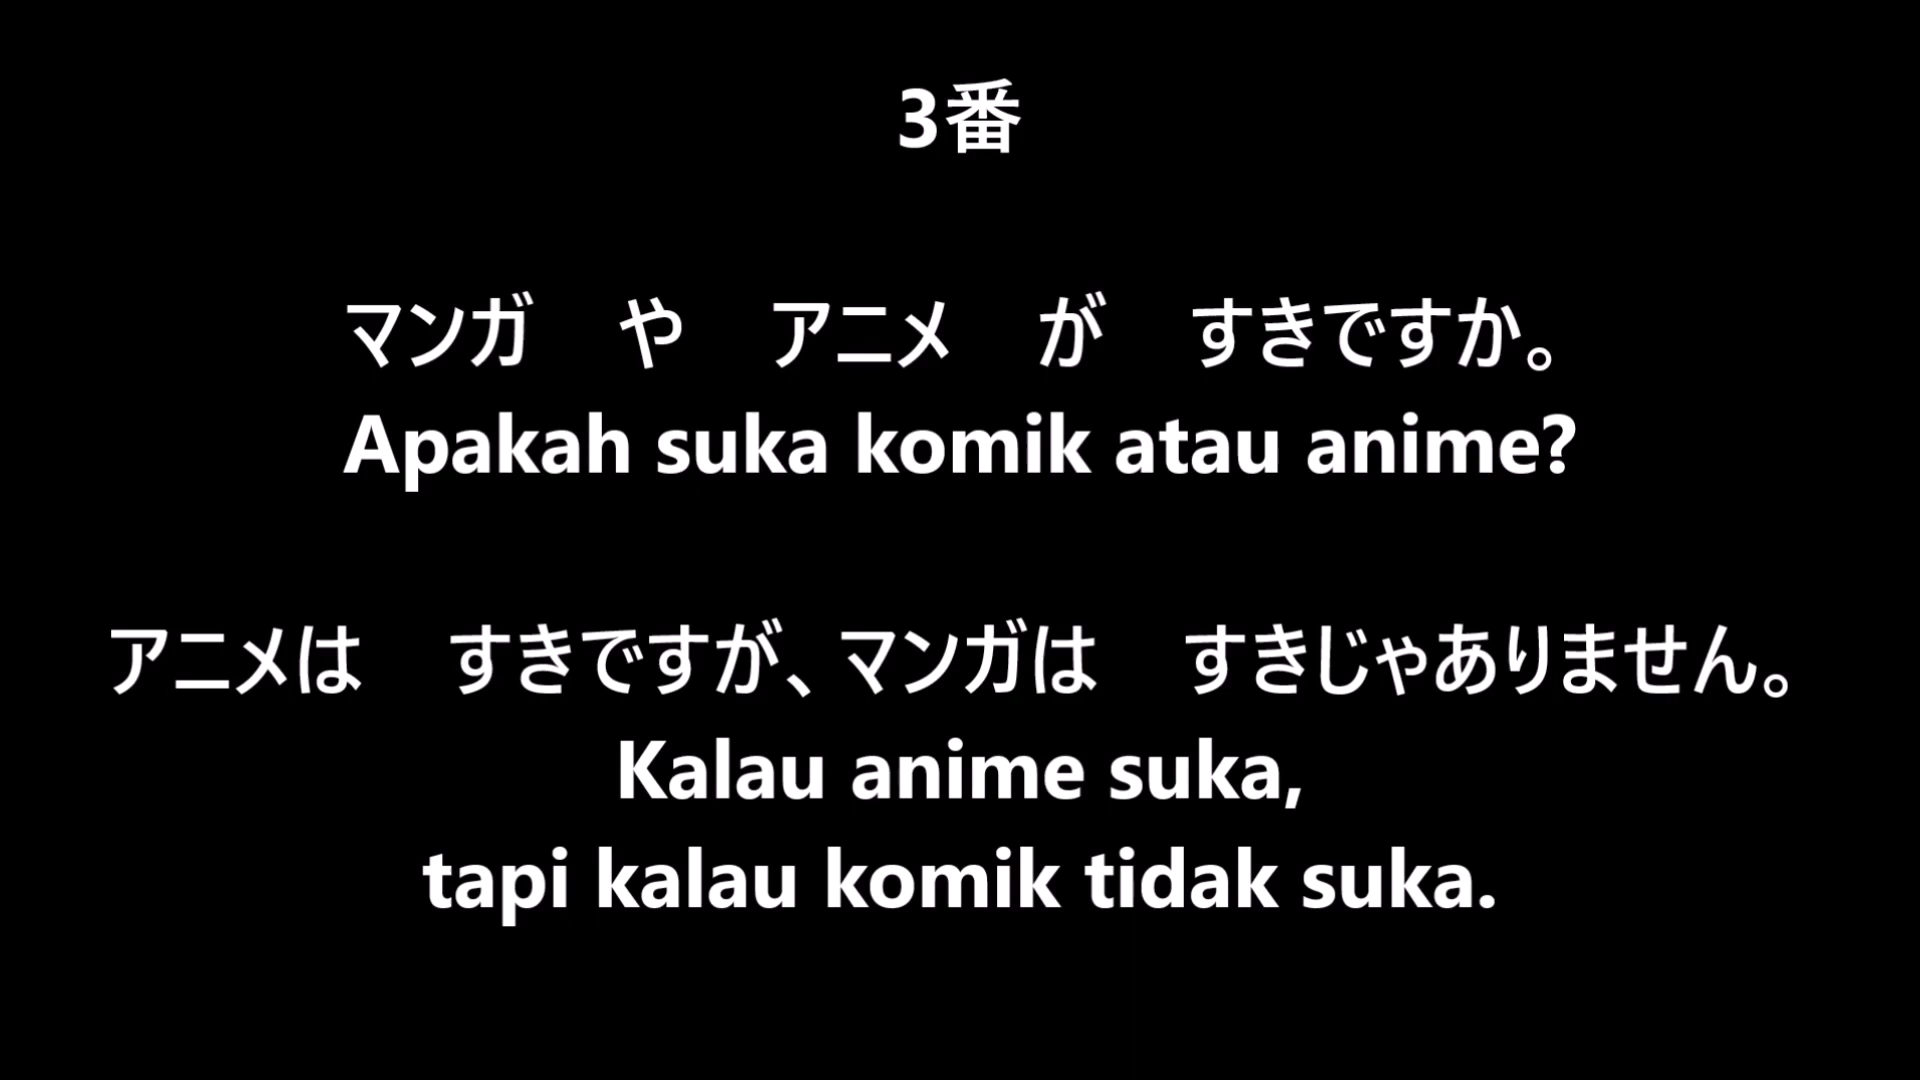 3番
マンガ　や　アニメ　が　すきですか。
Apakah suka komik atau anime?
アニメは　すきですが、マンガは　すきじゃありません。
Kalau anime suka,
tapi kalau komik tidak suka.